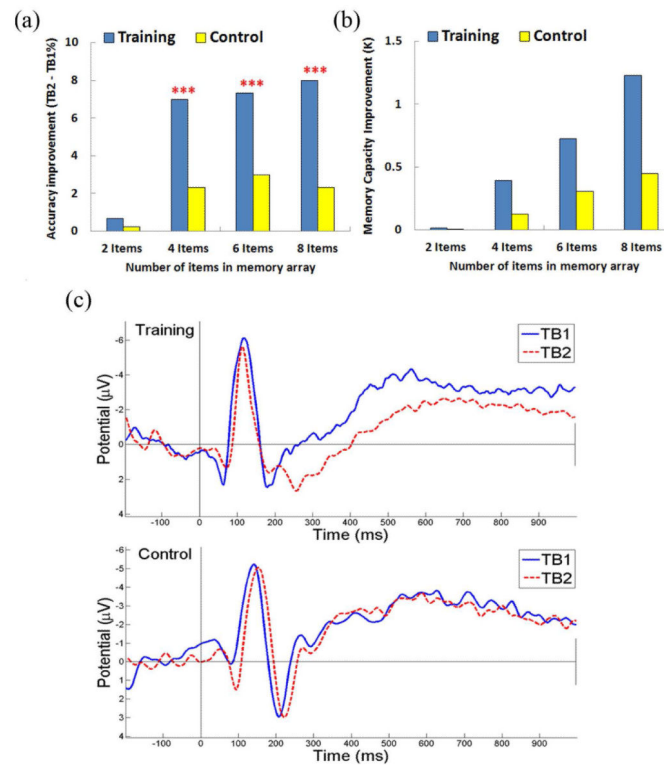 (a)
Training Control
Accuracy improvement (TB2 - TB1%)
10
8
6
4
2
0
***
***
***
2 Items 4 Items 6 Items 8 Items
Number of items in memory array
(b)
Training Control
Memory Capacity Improvement (K)
1.5
1
0.5
0
2 Items 4 Items 6 Items 8 Items
Number of items in memory array
(c)
Training
TB1
TB2
Potential (µV)
-6
-4
-2
0
2
4
-100 0 100 200 300 400 500 600 700 800 900
Time (ms)
Control
TB1
TB2
Potential (µV)
-6
-5
-4
-3
-2
-1
0
1
2
3
4
-100 0 100 200 300 400 500 600 700 800 900
Time (ms)